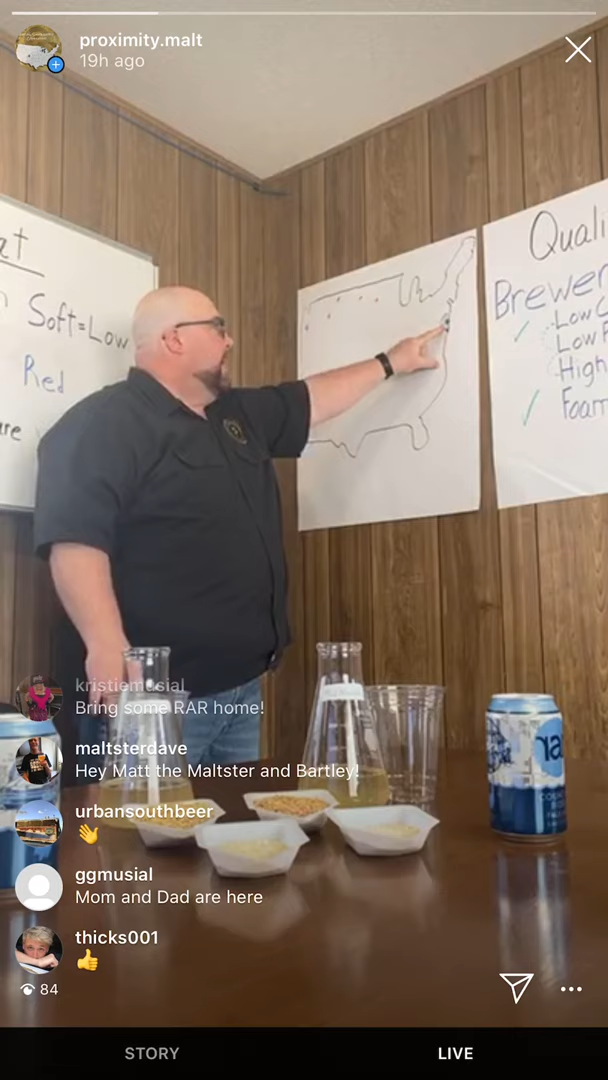 proximity.malt
19h ago
Quali
Brewer
Low
Low
High
Foam
Soft=Low
Red
kristiemusial
Bring some RAR home!
maltsterdave
Hey Matt the Maltster and Bartley!
urbansouthbeer
👋
ggmusial
Mom and Dad are here
thicks001
👍
84
STORY
LIVE